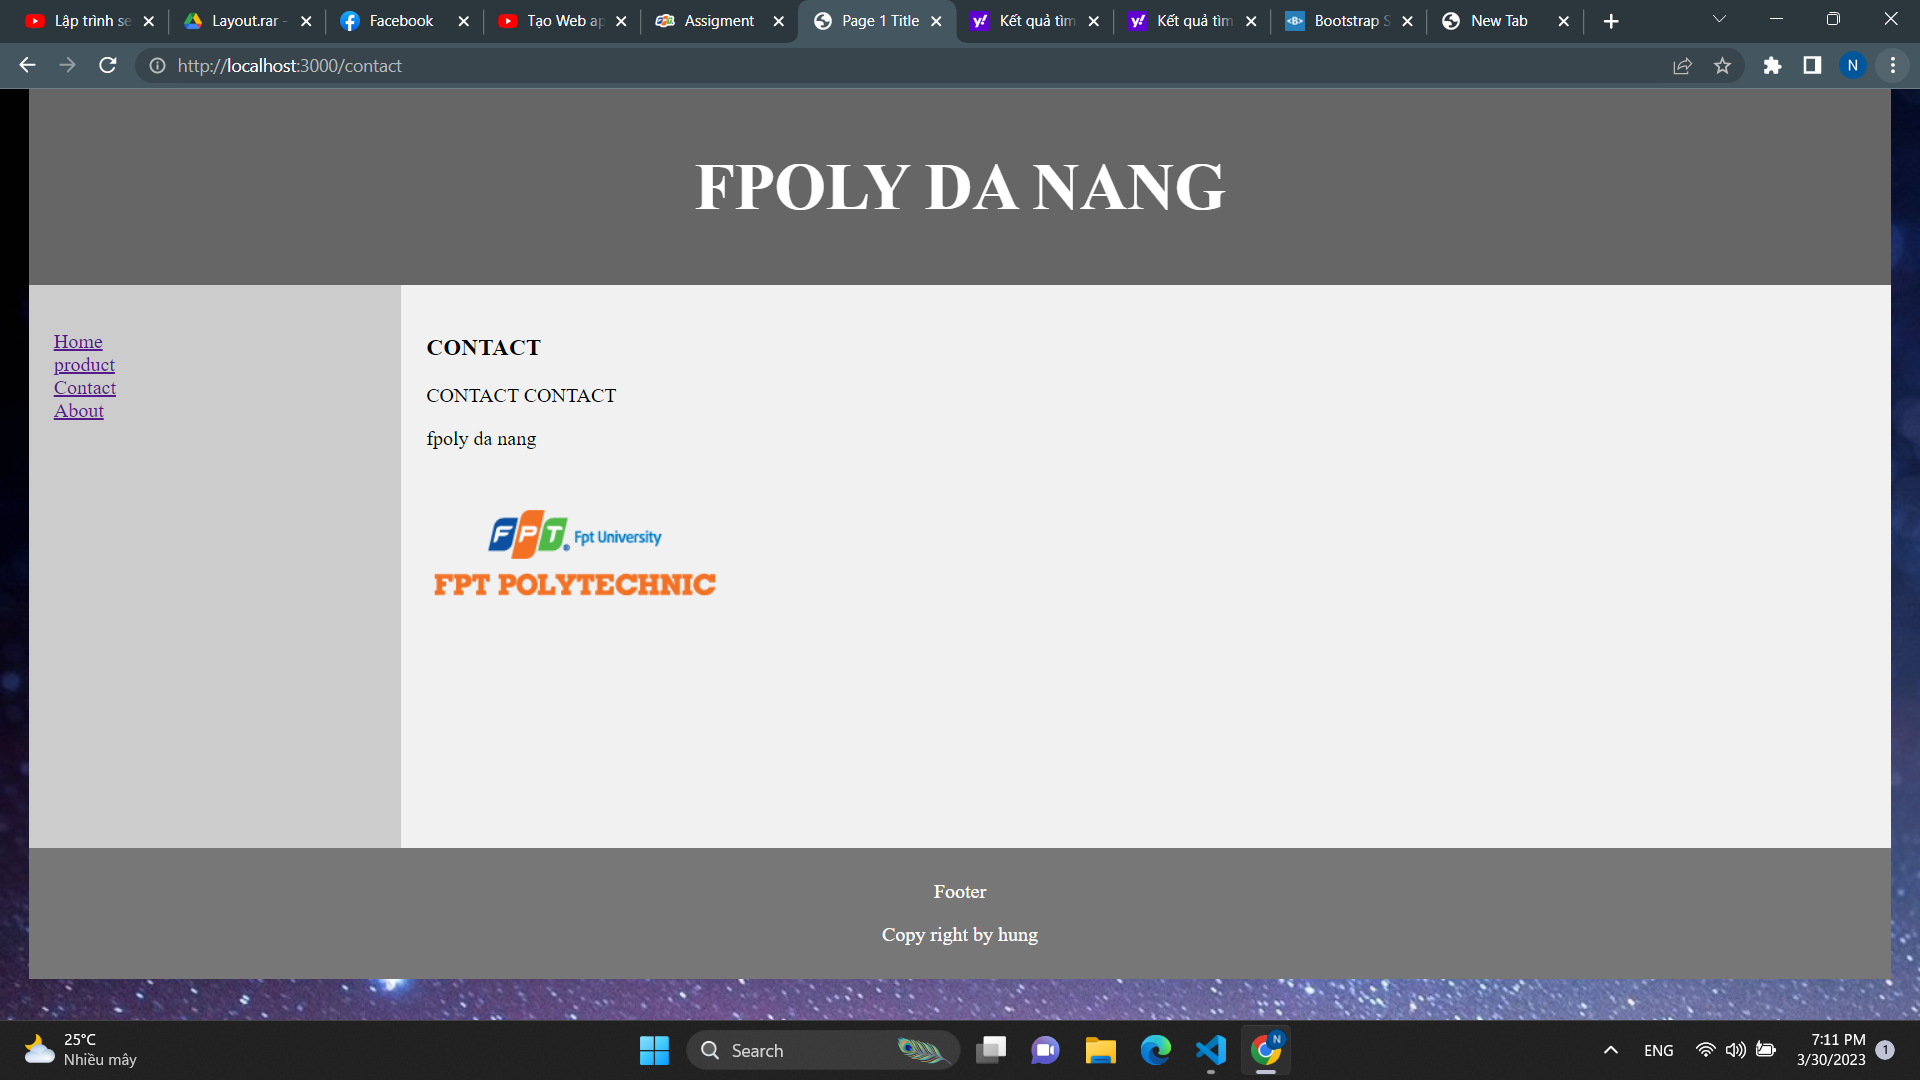 Lập trình se
Layout.rar -
Facebook
Tạo Web ap
Assigment
Page 1 Title
Kết quả tìm
Kết quả tìm
Bootstrap S
New Tab
http://localhost:3000/contact
N
FPOLY DA NANG
Home
product
Contact
About
CONTACT
CONTACT CONTACT
fpoly da nang
FPT Fpt University
FPT POLYTECHNIC
Footer
Copy right by hung
25°C
Nhiều mây
Search
N
ENG
7:11 PM
3/30/2023
1